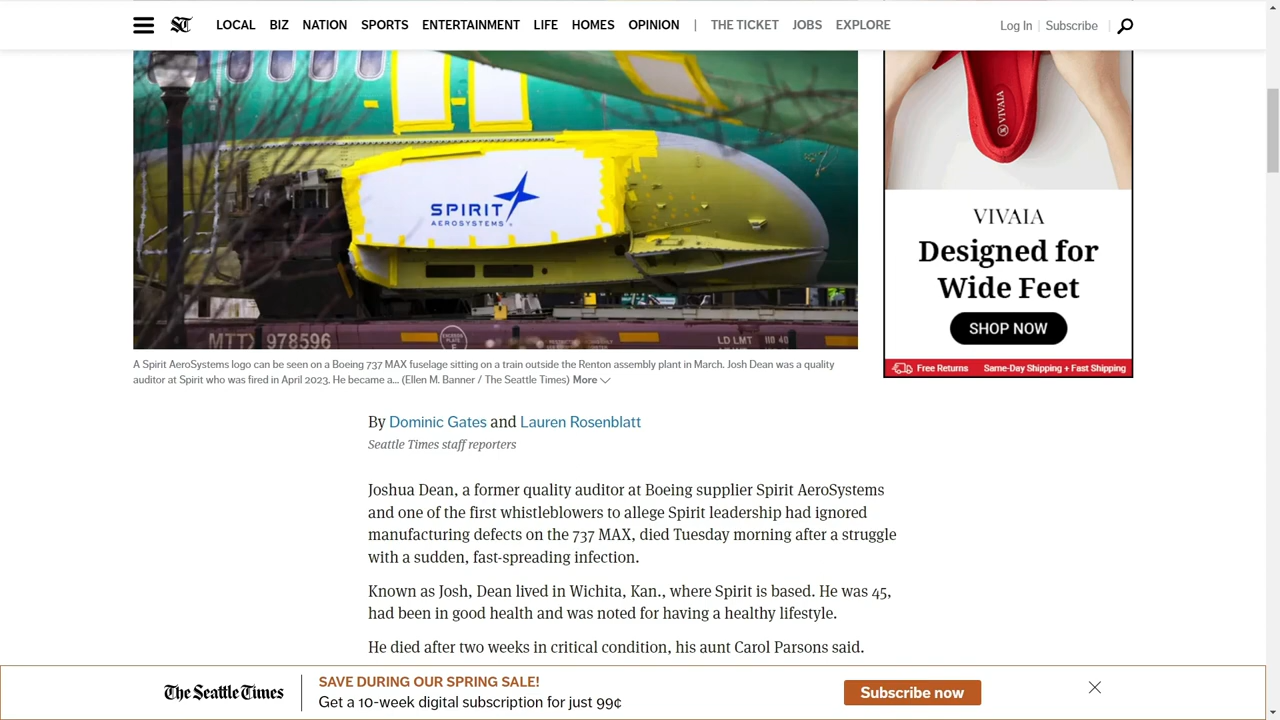 LOCAL BIZ NATION SPORTS ENTERTAINMENT LIFE HOMES OPINION | THE TICKET JOBS EXPLORE Log In | Subscribe |
SPIRIT
AEROSYSTEMS
MTTX 978596
LD LMT
VIVAIA
VIVAIA
Designed for
Wide Feet
SHOP NOW
Free Returns Same-Day Shipping + Fast Shipping
A Spirit AeroSystems logo can be seen on a Boeing 737 MAX fuselage sitting on a train outside the Renton assembly plant in March. Josh Dean was a quality
auditor at Spirit who was fired in April 2023. He became a... (Ellen M. Banner / The Seattle Times) More
By Dominic Gates and Lauren Rosenblatt
Seattle Times staff reporters
Joshua Dean, a former quality auditor at Boeing supplier Spirit AeroSystems
and one of the first whistleblowers to allege Spirit leadership had ignored
manufacturing defects on the 737 MAX, died Tuesday morning after a struggle
with a sudden, fast-spreading infection.
Known as Josh, Dean lived in Wichita, Kan., where Spirit is based. He was 45,
had been in good health and was noted for having a healthy lifestyle.
He died after two weeks in critical condition, his aunt Carol Parsons said.
The Seattle Times
SAVE DURING OUR SPRING SALE!
Get a 10-week digital subscription for just 99¢
Subscribe now